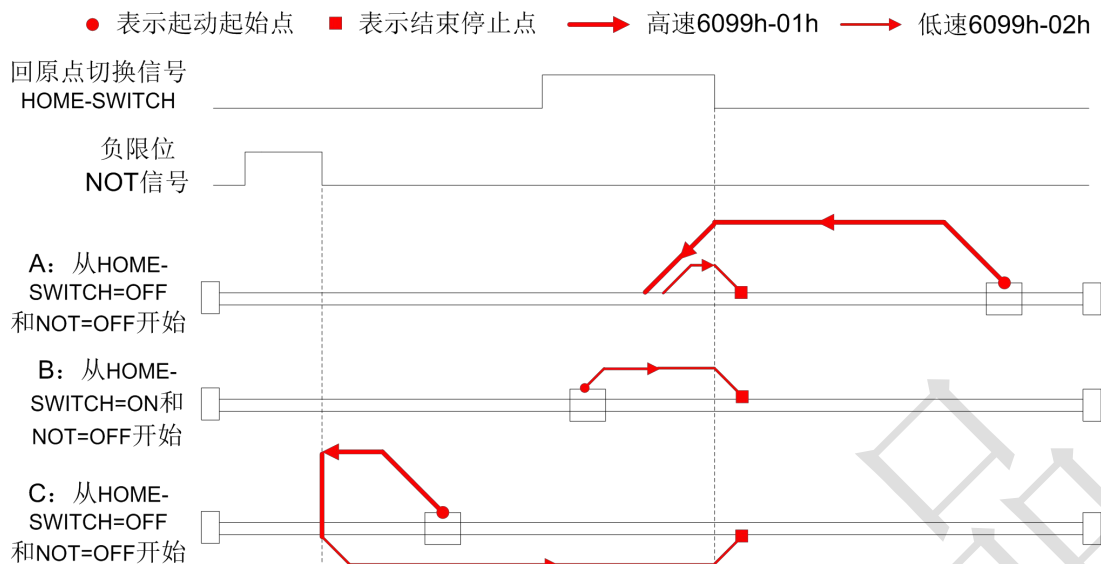 表示起动起始点 表示结束停止点 高速6099h-01h 低速6099h-02h
回原点切换信号
HOME-SWITCH
负限位
NOT信号
A：从HOME-
SWITCH=OFF
和NOT=OFF开始
B：从HOME-
SWITCH=ON和
NOT=OFF开始
C：从HOME-
SWITCH=OFF
和NOT=OFF开始